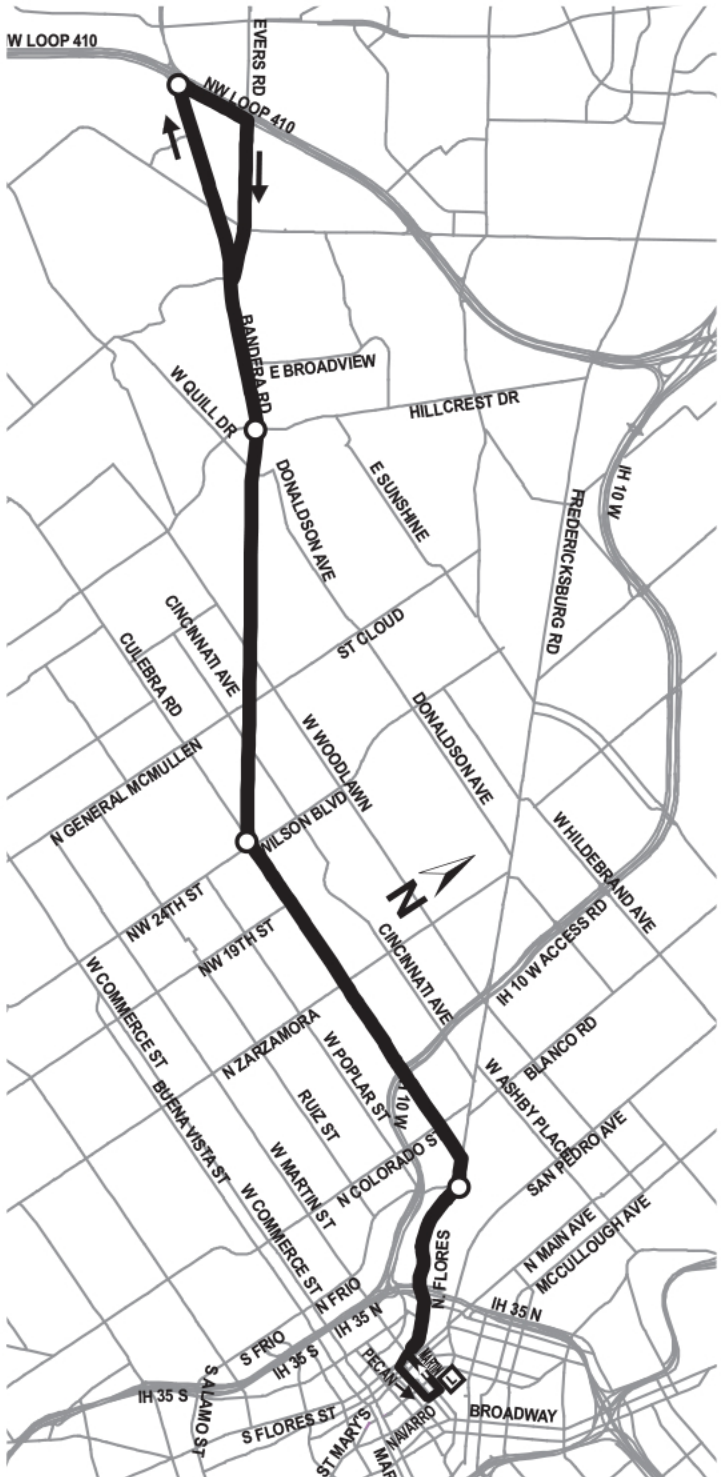 W LOOP 410
EVERS RD
NW LOOP 410
BANDERA RD
E BROADVIEW
W QUILL DR
HILLCREST DR
IH 10 W
DONALDSON AVE
E SUNSHINE
FREDERICKSBURG RD
CINCINNATI AVE
ST CLOUD
CULEBRA RD
DONALDSON AVE
W WOODLAWN
N GENERAL MCMULLEN
WILSON BLVD
W HILDEBRAND AVE
N
NW 24TH ST
NW 19TH ST
CINCINNATI AVE
IH 10 W ACCESS RD
W COMMERCE ST
N ZARZAMORA
W POPLAR ST
BLANCO RD
BUENA VISTA ST
RUIZ ST
10 W
W ASHBY PLACE
W MARTIN ST
N COLORADO ST
SAN PEDRO AVE
W COMMERCE ST
N MAIN AVE
MCCULLOUGH AVE
N. FLORES
N FRIO
IH 35 N
IH 35 N
S FRIO
IH 35 S
PECAN
MARTIN
L
S ALAMO ST
IH 35 S
S FLORES ST
ST MARY'S
NAVARRO
BROADWAY
MAR